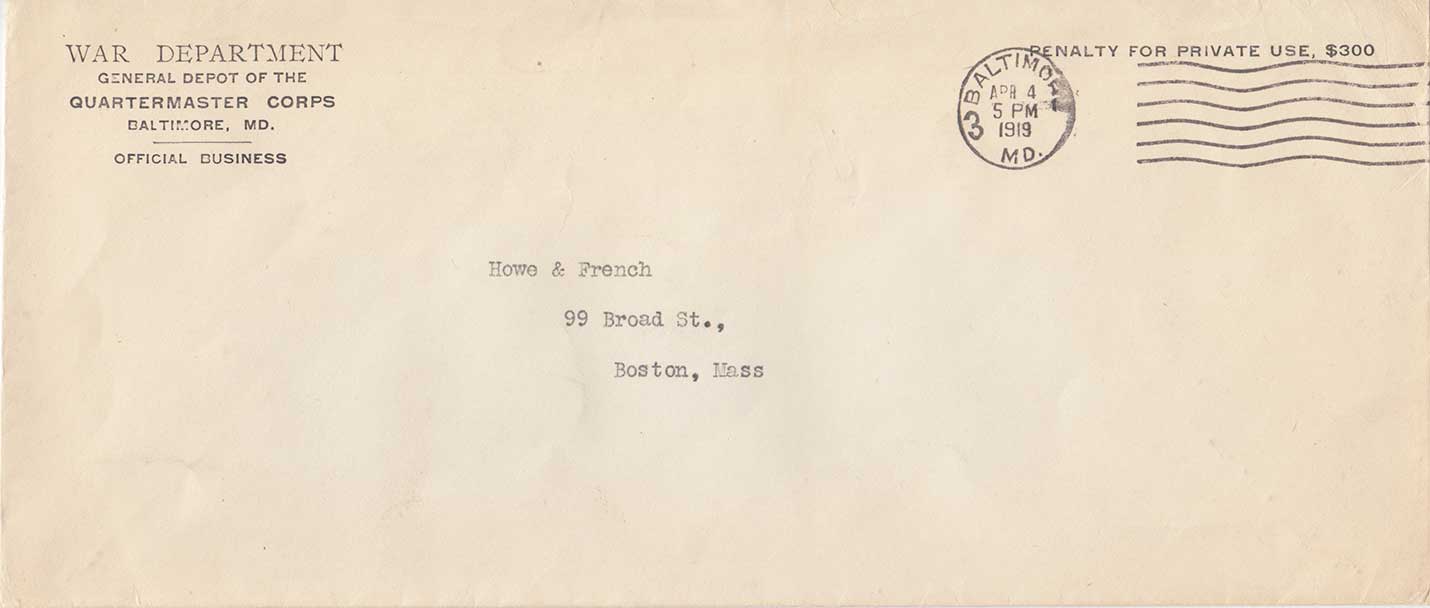 WAR DEPARTMENT
GENERAL DEPOT OF THE
QUARTERMASTER CORPS
BALTIMORE, MD.
OFFICIAL BUSINESS
PENALTY FOR PRIVATE USE, $300
BALTIMORE
APR 4
5 PM
1919
MD.
3
Howe & French
99 Broad St.,
Boston, Mass